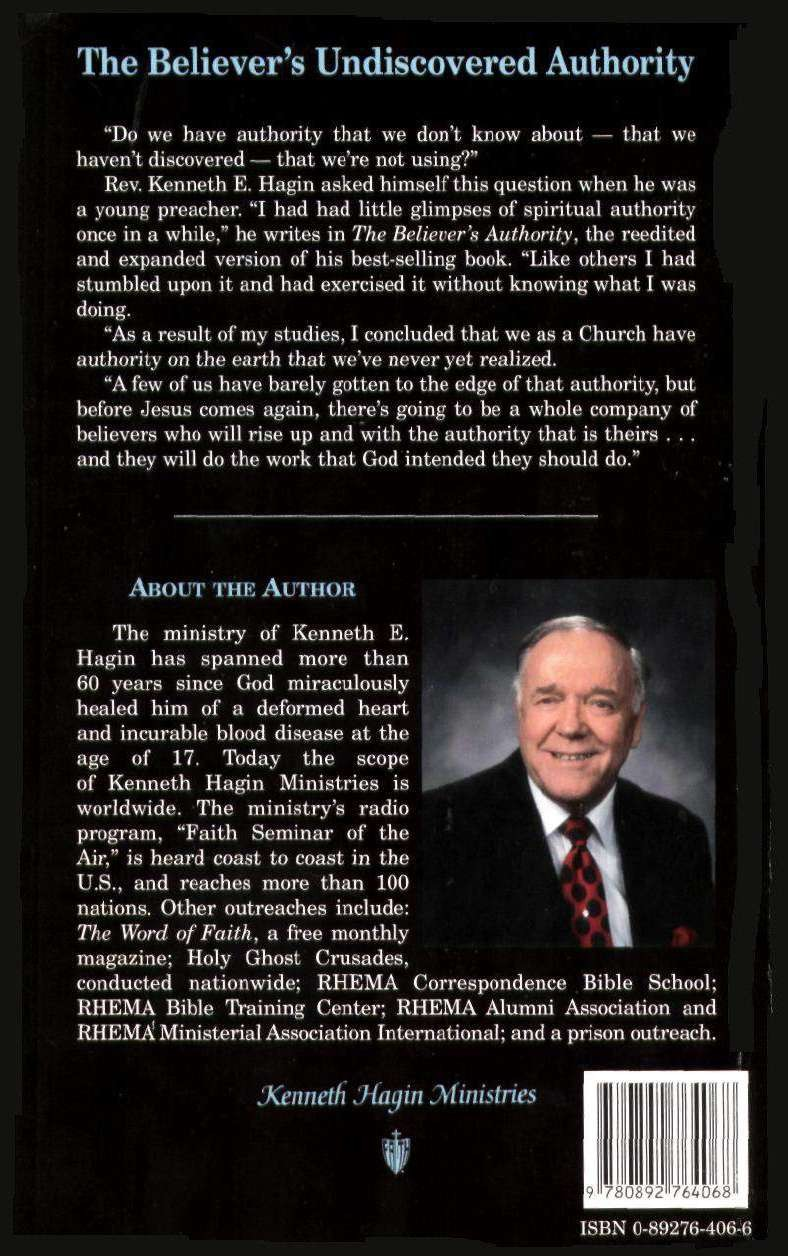 The Believer's Undiscovered Authority
"Do we have authority that we don't know about — that we
haven't discovered — that we're not using?"
Rev. Kenneth E. Hagin asked himself this question when he was
a young preacher. "I had had little glimpses of spiritual authority
once in a while," he writes in The Believer's Authority, the reedited
and expanded version of his best-selling book. "Like others I had
stumbled upon it and had exercised it without knowing what I was
doing.
"As a result of my studies, I concluded that we as a Church have
authority on the earth that we've never yet realized.
"A few of us have barely gotten to the edge of that authority, but
before Jesus comes again, there's going to be a whole company of
believers who will rise up and with the authority that is theirs . . .
and they will do the work that God intended they should do."
ABOUT THE AUTHOR
The ministry of Kenneth E.
Hagin has spanned more than
60 years since God miraculously
healed him of a deformed heart
and incurable blood disease at the
age of 17. Today the scope
of Kenneth Hagin Ministries is
worldwide. The ministry's radio
program, "Faith Seminar of the
Air," is heard coast to coast in the
U.S., and reaches more than 100
nations. Other outreaches include:
The Word of Faith, a free monthly
magazine; Holy Ghost Crusades,
conducted nationwide; RHEMA Correspondence Bible School;
RHEMA Bible Training Center; RHEMA Alumni Association and
RHEMA Ministerial Association International; and a prison outreach.
Kenneth Hagin Ministries
FAITH
9 780892 764068
ISBN 0-89276-406-6